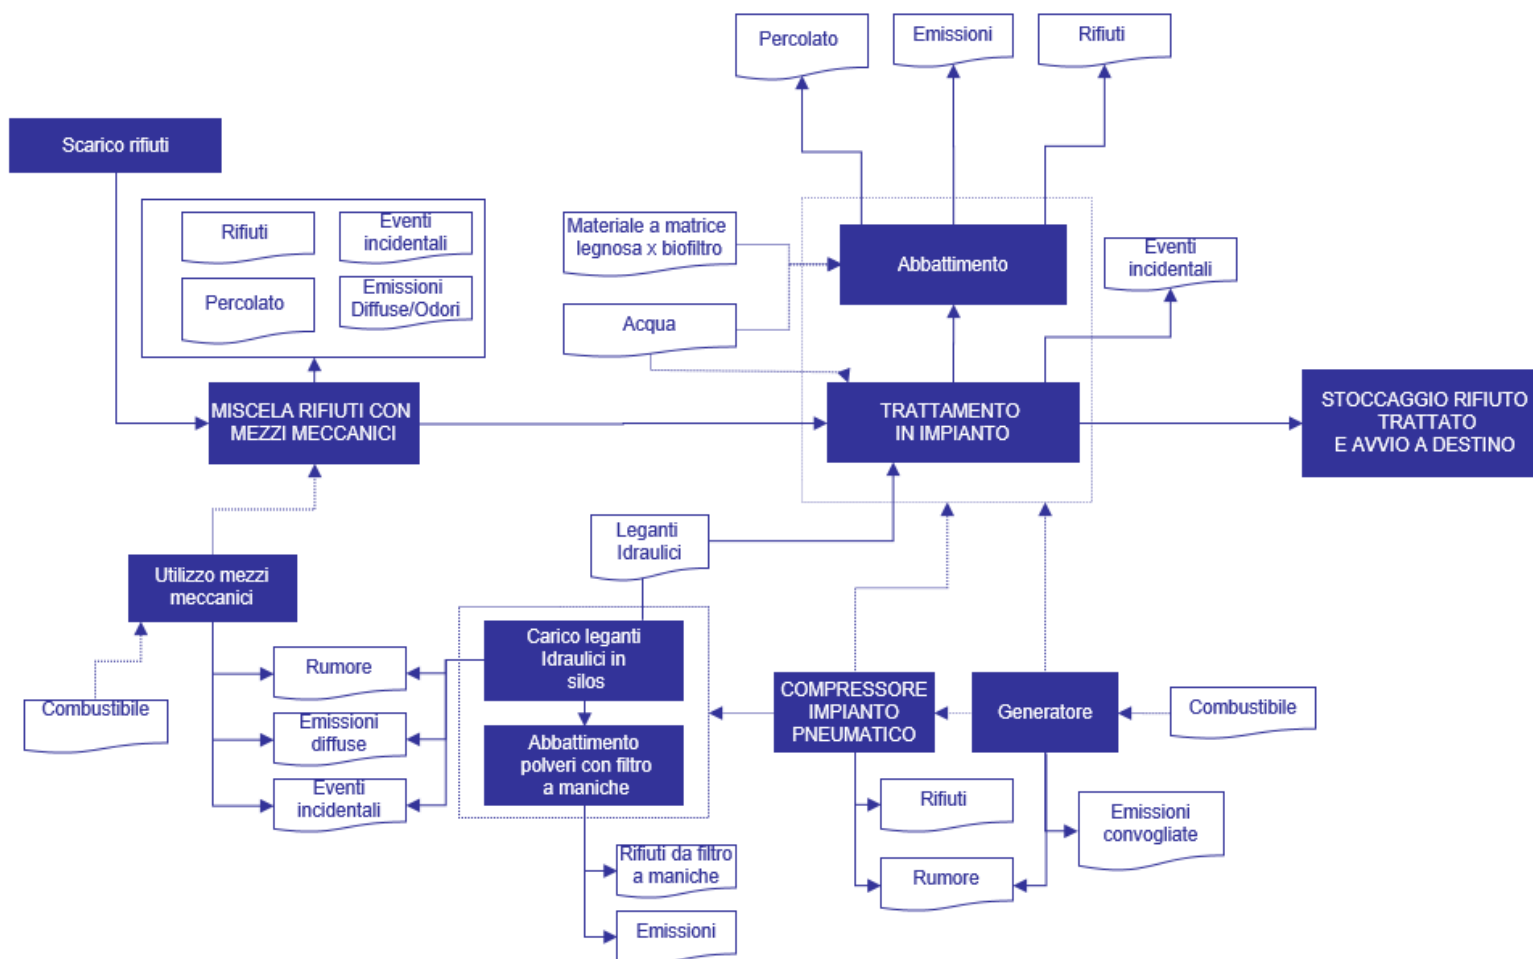 Percolato
Emissioni
Rifiuti
Scarico rifiuti
Rifiuti
Eventi
incidentali
Percolato
Emissioni
Diffuse/Odori
Materiale a matrice
legnosa x biofiltro
Acqua
Abbattimento
Eventi
incidentali
MISCELA RIFIUTI CON
MEZZI MECCANICI
TRATTAMENTO
IN IMPIANTO
STOCCAGGIO RIFIUTO
TRATTATO
E AVVIO A DESTINO
Leganti
Idraulici
Utilizzo mezzi
meccanici
Combustibile
Rumore
Emissioni
diffuse
Eventi
incidentali
Carico leganti
Idraulici in
silos
Abbattimento
polveri con filtro
a maniche
COMPRESSORE
IMPIANTO
PNEUMATICO
Generatore
Combustibile
Rifiuti
Rumore
Emissioni
convogliate
Rifiuti da filtro
a maniche
Emissioni